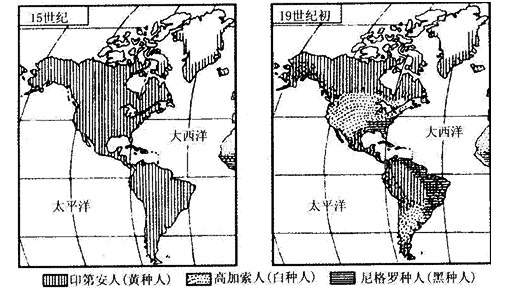 15世纪
大西洋
太平洋
19世纪初
大西洋
太平洋
印第安人(黄种人)
高加索人(白种人)
尼格罗种人(黑种人)